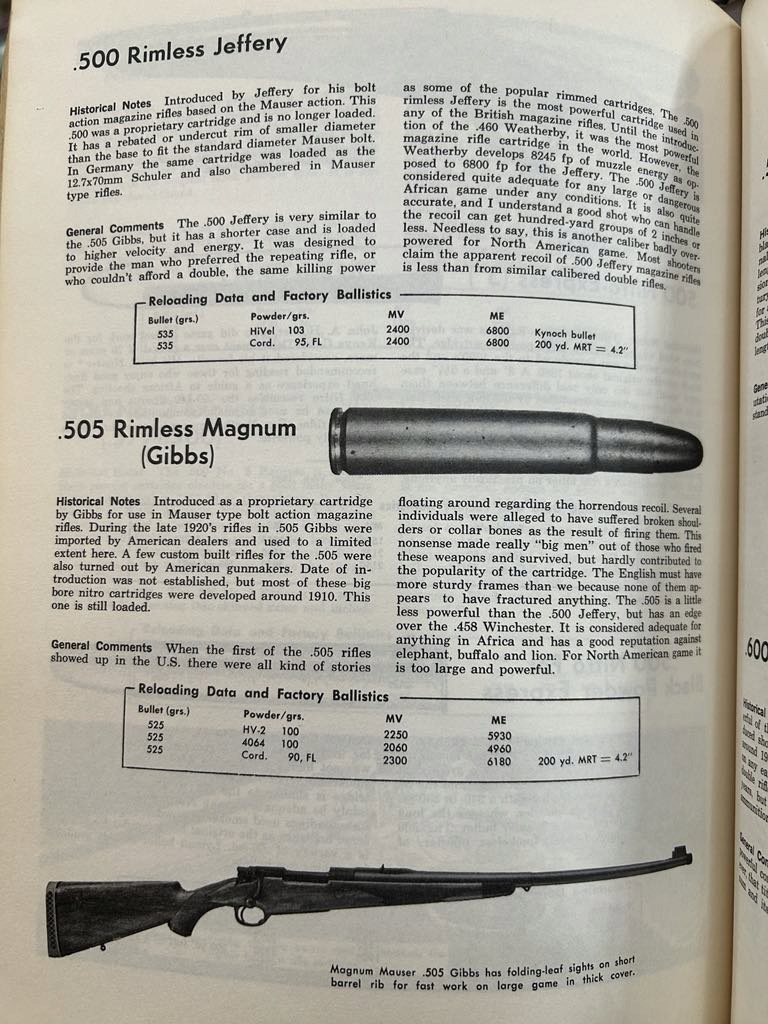 .500 Rimless Jeffery
Historical Notes Introduced by Jeffery for his bolt
action magazine rifles based on the Mauser action. This
.500 was a proprietary cartridge and is no longer loaded.
It has a rebated or undercut rim of smaller diameter
than the base to fit the standard diameter Mauser bolt.
In Germany the same cartridge was loaded as the
12.7x70mm Schuler and also chambered in Mauser
type rifles.
General Comments The .500 Jeffery is very similar to
the .505 Gibbs, but it has a shorter case and is loaded
to higher velocity and energy. It was designed to
provide the man who preferred the repeating rifle, or
who couldn't afford a double, the same killing power
as some of the popular rimmed cartridges. The .500
rimless Jeffery is the most powerful cartridge used in
any of the British magazine rifles. Until the introduc-
tion of the .460 Weatherby, it was the most powerful
magazine rifle cartridge in the world. However, the
Weatherby develops 8245 fp of muzzle energy as op-
posed to 6800 fp for the Jeffery. The .500 Jeffery is
considered quite adequate for any large or dangerous
African game under any conditions. It is also quite
accurate, and I understand a good shot who can handle
the recoil can get hundred-yard groups of 2 inches or
less. Needless to say, this is another caliber badly over-
powered for North American game. Most shooters
claim the apparent recoil of .500 Jeffery magazine rifles
is less than from similar calibered double rifles.
Reloading Data and Factory Ballistics
Bullet (grs.) Powder/grs. MV ME
535 HiVel 103 2400 6800 Kynoch bullet
535 Cord. 95, FL 2400 6800 200 yd. MRT = 4.2"
.505 Rimless Magnum
(Gibbs)
Historical Notes Introduced as a proprietary cartridge
by Gibbs for use in Mauser type bolt action magazine
rifles. During the late 1920's rifles in .505 Gibbs were
imported by American dealers and used to a limited
extent here. A few custom built rifles for the .505 were
also turned out by American gunmakers. Date of in-
troduction was not established, but most of these big
bore nitro cartridges were developed around 1910. This
one is still loaded.
General Comments When the first of the .505 rifles
showed up in the U.S. there were all kind of stories
floating around regarding the horrendous recoil. Several
individuals were alleged to have suffered broken shoul-
ders or collar bones as the result of firing them. This
nonsense made really "big men" out of those who fired
these weapons and survived, but hardly contributed to
the popularity of the cartridge. The English must have
more sturdy frames than we because none of them ap-
pears to have fractured anything. The .505 is a little
less powerful than the .500 Jeffery, but has an edge
over the .458 Winchester. It is considered adequate for
anything in Africa and has a good reputation against
elephant, buffalo and lion. For North American game it
is too large and powerful.
Reloading Data and Factory Ballistics
Bullet (grs.) Powder/grs. MV ME
525 HV-2 100 2250 5930
525 4064 100 2060 4960
525 Cord. 90, FL 2300 6180 200 yd. MRT = 4.2"
Magnum Mauser .505 Gibbs has folding-leaf sights on short
barrel rib for fast work on large game in thick cover.
.600